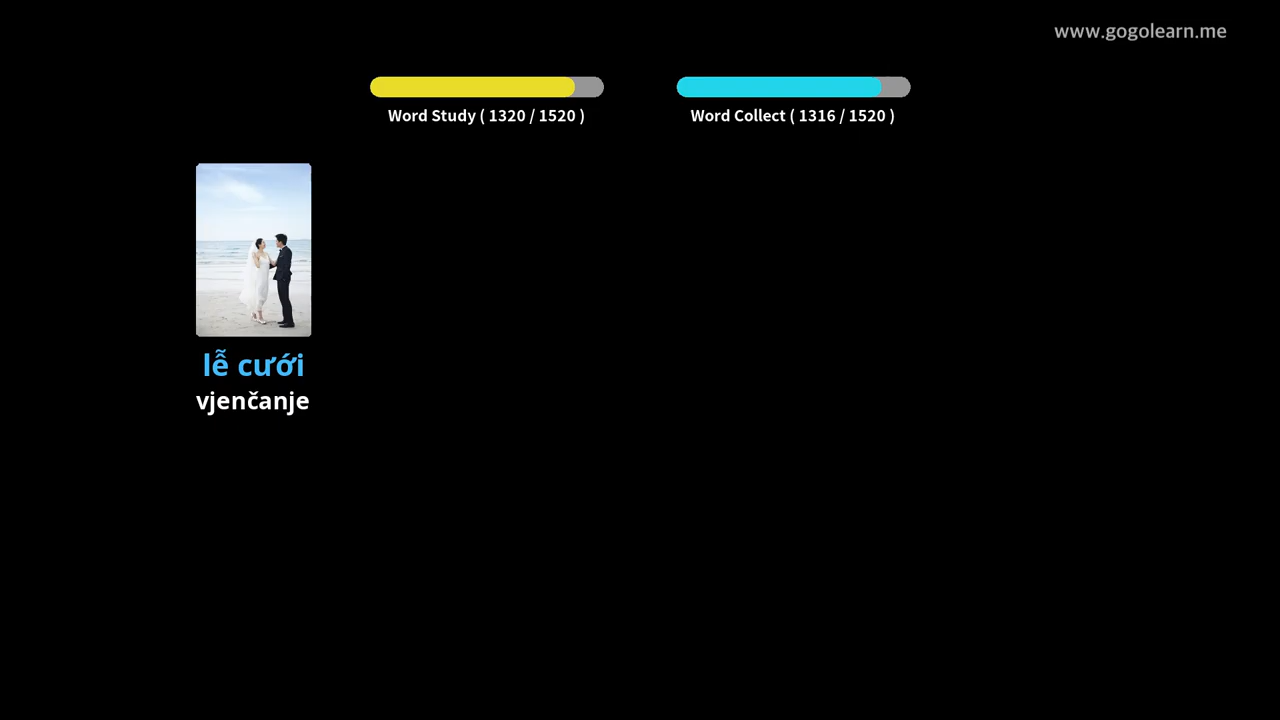 www.gogolearn.me
Word Study ( 1320 / 1520 )
Word Collect ( 1316 / 1520 )
lễ cưới
vjenčanje